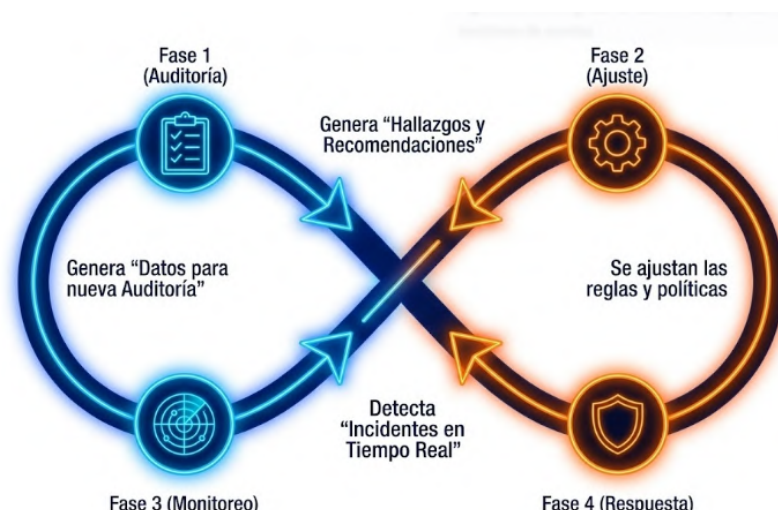 Fase 1
(Auditoría)
Fase 2
(Ajuste)
Genera “Hallazgos y
Recomendaciones”
Genera “Datos para
nueva Auditoría”
Se ajustan las
reglas y políticas
Detecta
“Incidentes en
Tiempo Real”
Fase 3 (Monitoreo)
Fase 4 (Respuesta)